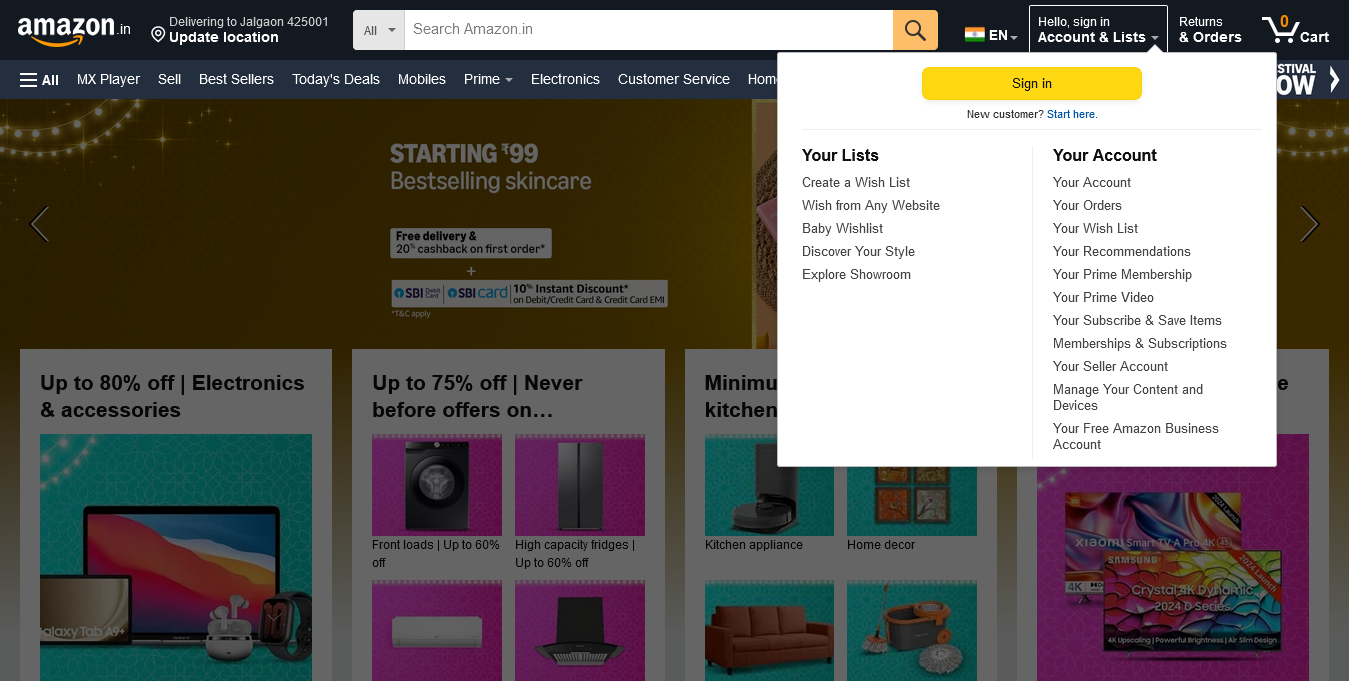 amazon.in
Delivering to Jalgaon 425001
Update location
All
Search Amazon.in
EN
Hello, sign in
Account & Lists
Returns
& Orders
0
Cart
All
MX Player
Sell
Best Sellers
Today's Deals
Mobiles
Prime
Electronics
Customer Service
Sign in
New customer? Start here.
Your Lists
Create a Wish List
Wish from Any Website
Baby Wishlist
Discover Your Style
Explore Showroom
Your Account
Your Account
Your Orders
Your Wish List
Your Recommendations
Your Prime Membership
Your Prime Video
Your Subscribe & Save Items
Memberships & Subscriptions
Your Seller Account
Manage Your Content and
Devices
Your Free Amazon Business
Account
STARTING ₹99
Bestselling skincare
Free delivery &
20% cashback on first order*
+
SBI Debit Card | SBI card | 10% Instant Discount*
on Debit/Credit Card & Credit Card EMI
*T&C apply
Up to 80% off | Electronics
& accessories
alaxy Tab A9+
Up to 75% off | Never
before offers on…
Front loads | Up to 60%
off
High capacity fridges |
Up to 60% off
kitchen
Kitchen appliance
Home decor
2024 Launch
xiaomi Smart TV A Pro 4K 43
4K
SAMSUNG
2024 Launch
Crystal 4K Dynamic
2024 D Series
4K Upscaling | Powerful Brightness | Air Slim Design